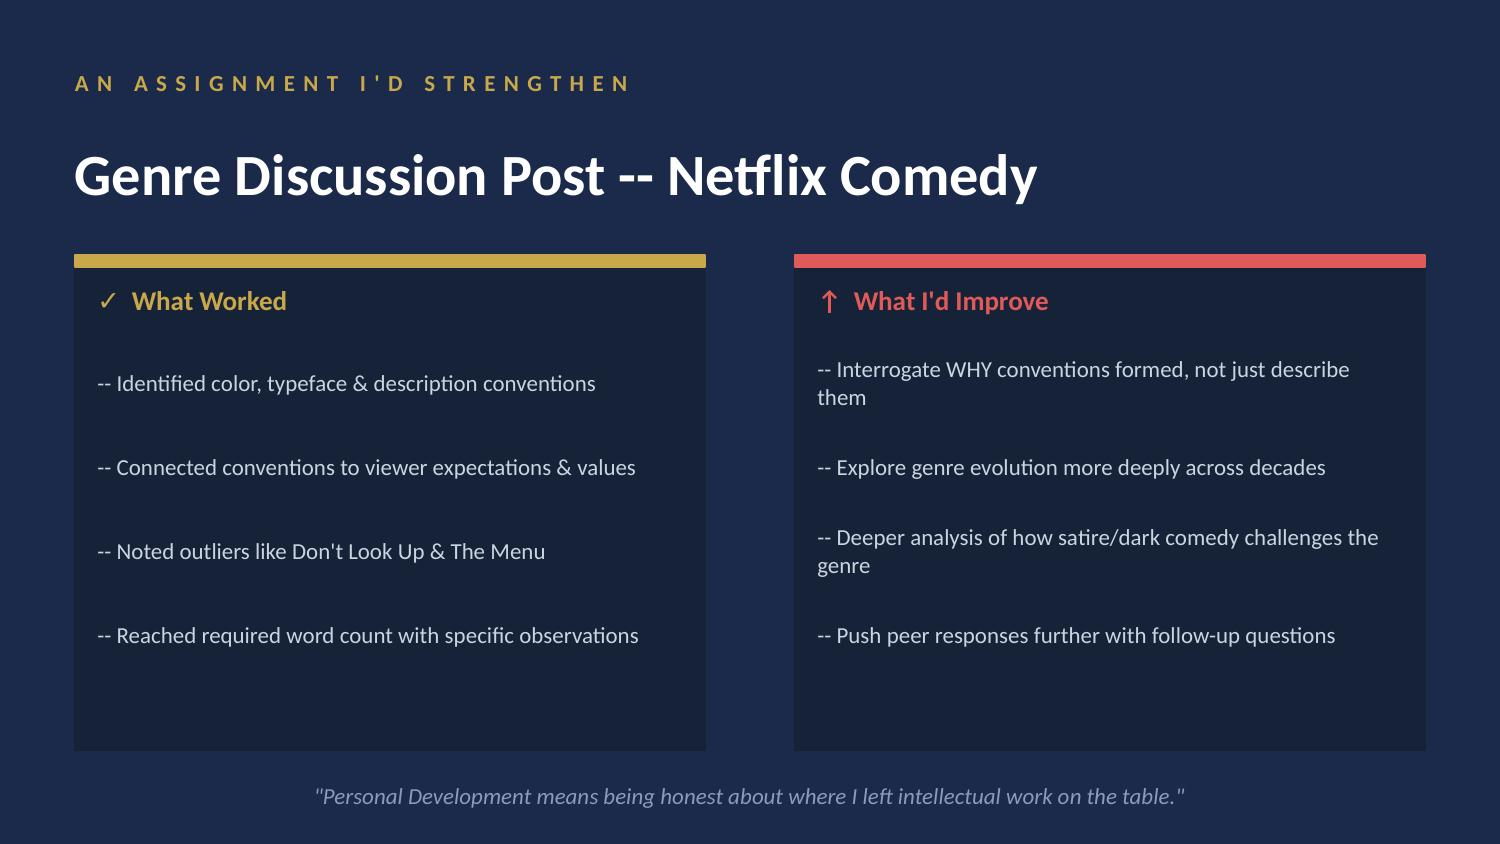 AN ASSIGNMENT I'D STRENGTHEN
Genre Discussion Post -- Netflix Comedy
✓ What Worked
-- Identified color, typeface & description conventions
-- Connected conventions to viewer expectations & values
-- Noted outliers like Don't Look Up & The Menu
-- Reached required word count with specific observations
↑ What I'd Improve
-- Interrogate WHY conventions formed, not just describe
them
-- Explore genre evolution more deeply across decades
-- Deeper analysis of how satire/dark comedy challenges the
genre
-- Push peer responses further with follow-up questions
"Personal Development means being honest about where I left intellectual work on the table."